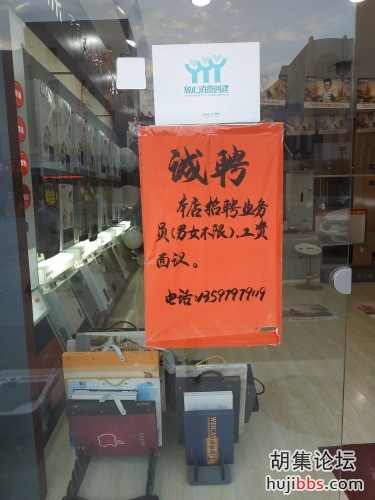 放心消费创建
诚聘
本店招聘业务
员(男女不限),工资
面议。
电话:13597979119
WEIKA
胡集论坛
hujibbs.com